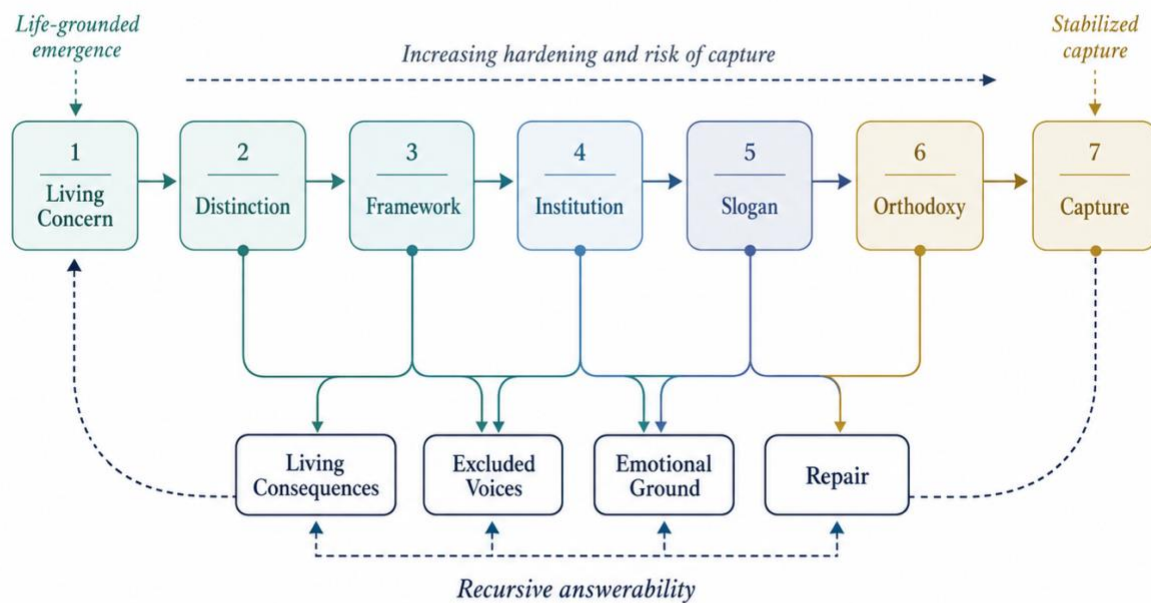 Life-grounded
emergence
Increasing hardening and risk of capture
Stabilized
capture
1
Living
Concern
2
Distinction
3
Framework
4
Institution
5
Slogan
6
Orthodoxy
7
Capture
Living
Consequences
Excluded
Voices
Emotional
Ground
Repair
Recursive answerability